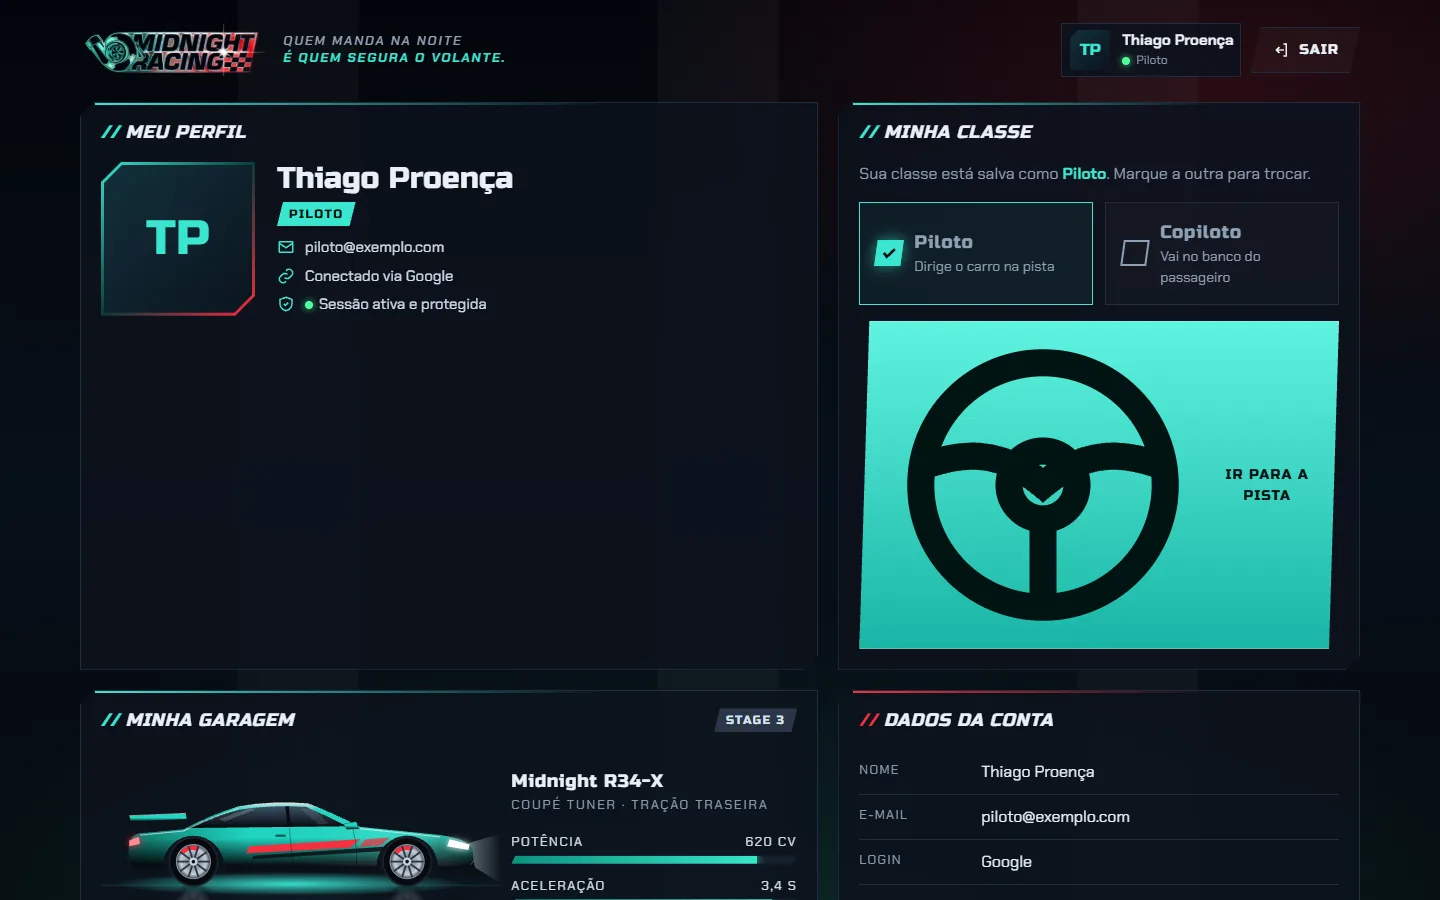 MIDNIGHT
RACING
QUEM MANDA NA NOITE
É QUEM SEGURA O VOLANTE.
TP
Thiago Proença
Piloto
SAIR
// MEU PERFIL
TP
Thiago Proença
PILOTO
piloto@exemplo.com
Conectado via Google
Sessão ativa e protegida
// MINHA CLASSE
Sua classe está salva como Piloto. Marque a outra para trocar.
Piloto
Dirige o carro na pista
Copiloto
Vai no banco do
passageiro
IR PARA A
PISTA
// MINHA GARAGEM
STAGE 3
Midnight R34-X
COUPÉ TUNER · TRAÇÃO TRASEIRA
POTÊNCIA 620 CV
ACELERAÇÃO 3,4 S
// DADOS DA CONTA
NOME Thiago Proença
E-MAIL piloto@exemplo.com
LOGIN Google